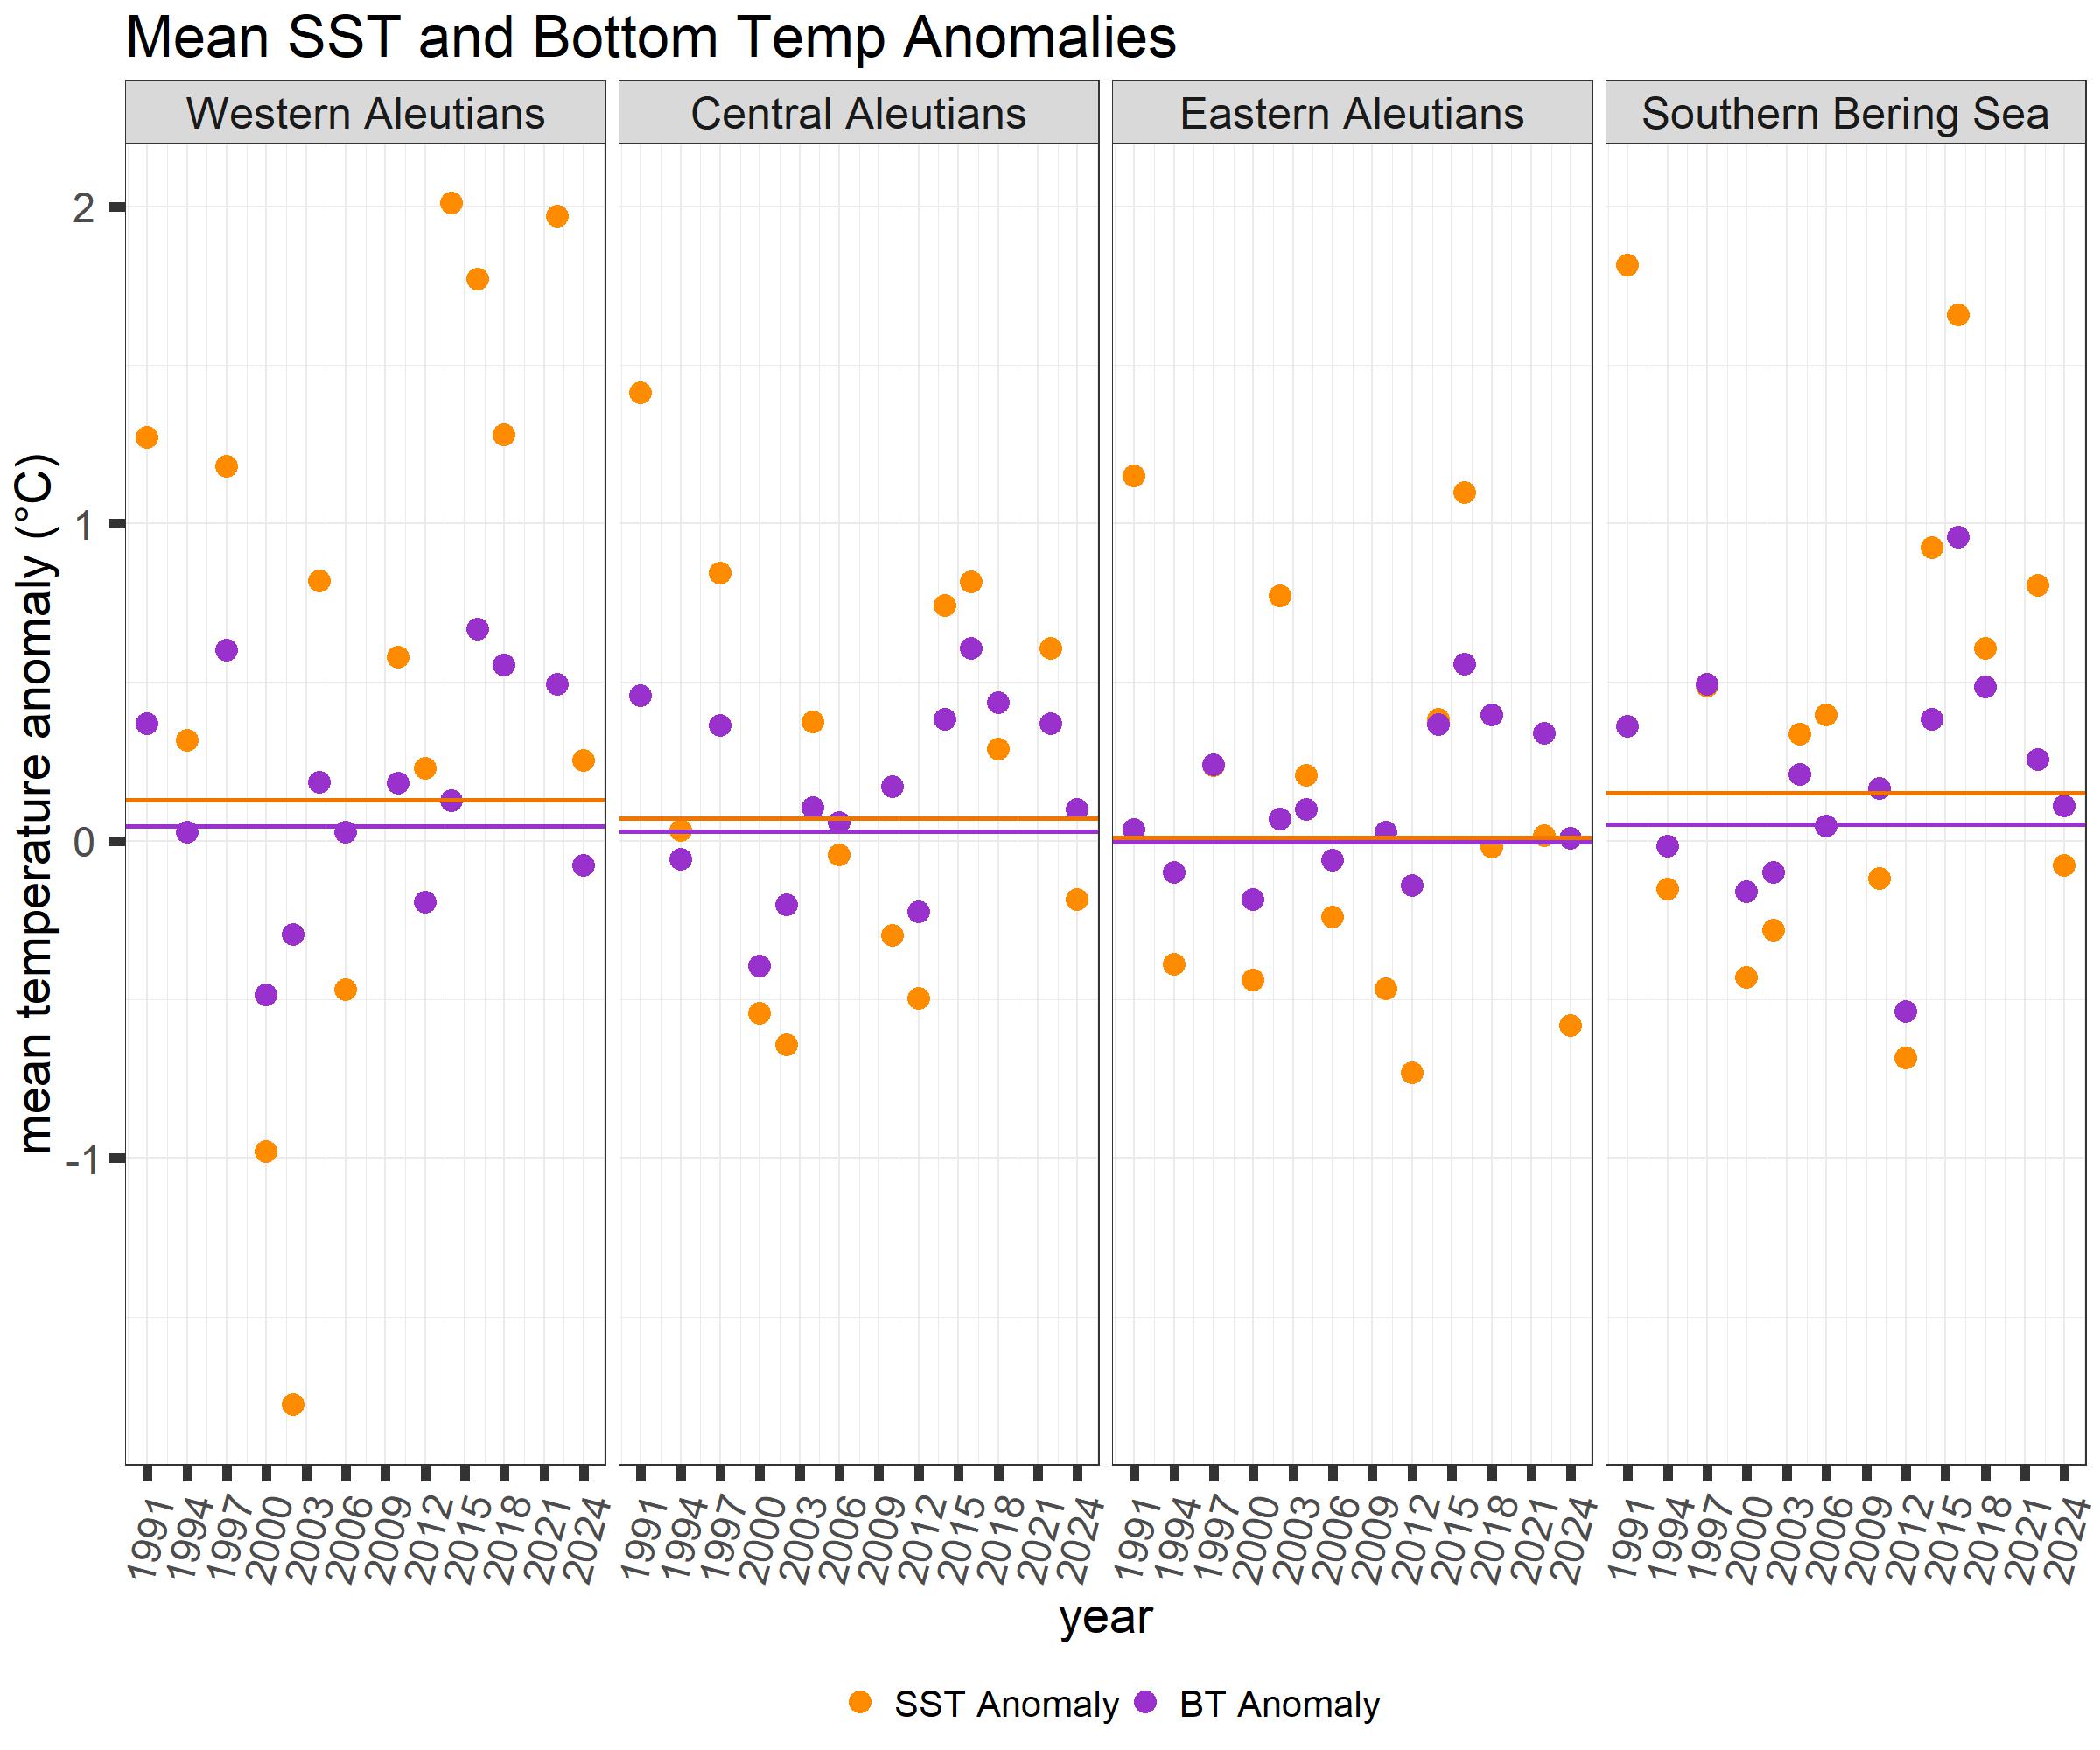 Mean SST and Bottom Temp Anomalies
Western Aleutians Central Aleutians Eastern Aleutians Southern Bering Sea
mean temperature anomaly (°C)
2
1
0
-1
1991 1994 1997 2000 2003 2006 2009 2012 2015 2018 2021 2024 1991 1994 1997 2000 2003 2006 2009 2012 2015 2018 2021 2024 1991 1994 1997 2000 2003 2006 2009 2012 2015 2018 2021 2024 1991 1994 1997 2000 2003 2006 2009 2012 2015 2018 2021 2024
year
SST Anomaly BT Anomaly